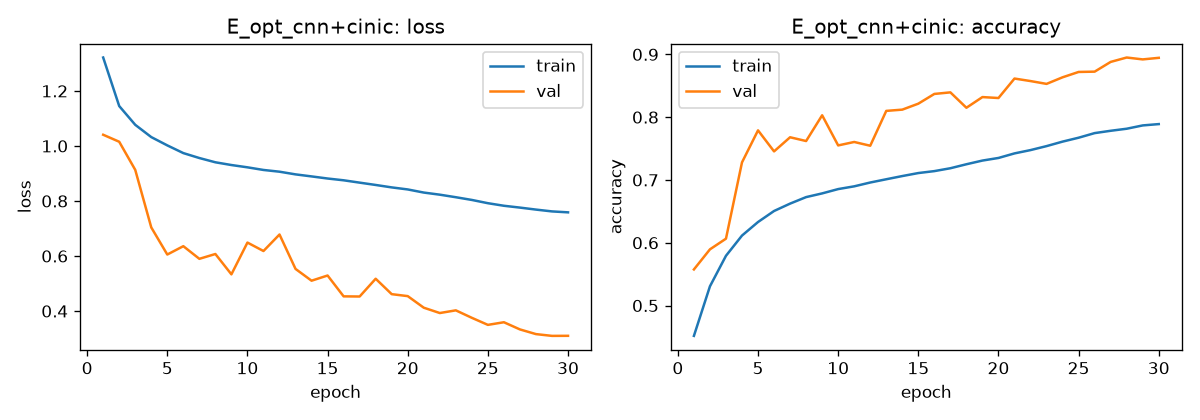 E_opt_cnn+cinic: loss
train
val
1.2
1.0
0.8
0.6
0.4
loss
0
5
10
15
20
25
30
epoch
E_opt_cnn+cinic: accuracy
train
val
0.9
0.8
0.7
0.6
0.5
accuracy
0
5
10
15
20
25
30
epoch